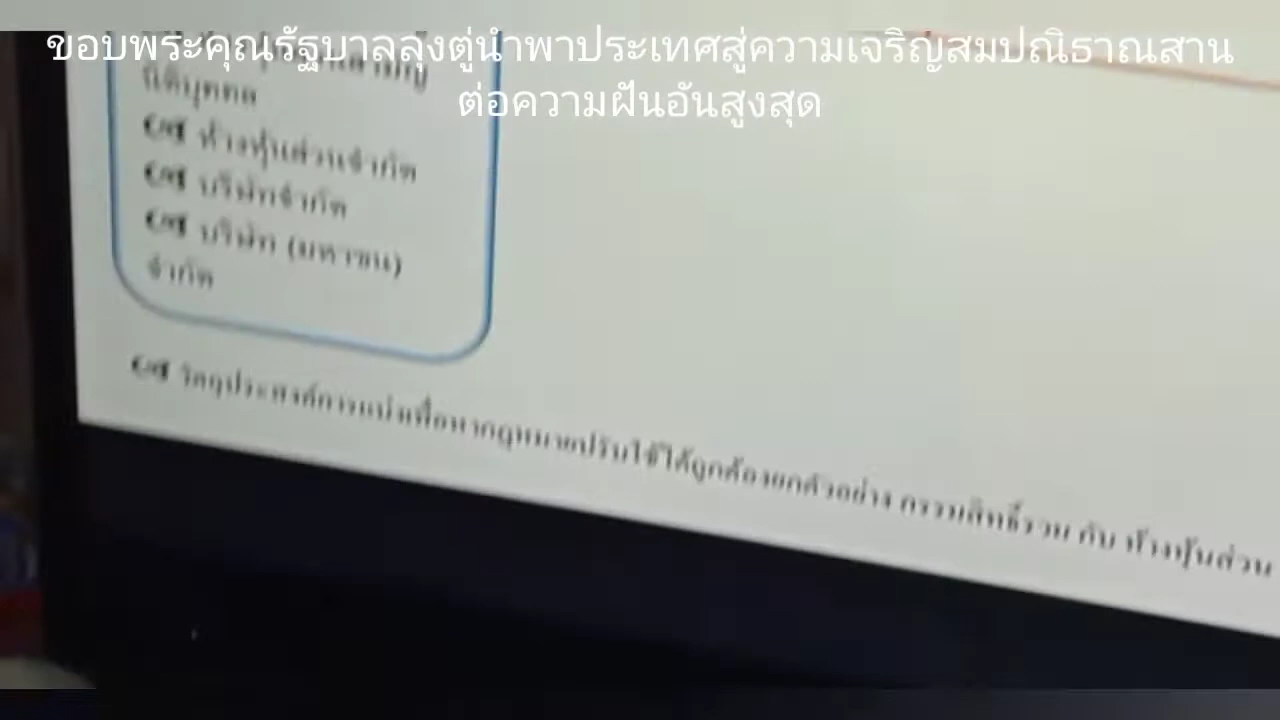 ขอบพระคุณรัฐบาลลุงตู่นำพาประเทศสู่ความเจริญสมปณิธาณสาน
ต่อความฝันอันสูงสุด
นิติบุคคล
ห้างหุ้นส่วนจำกัด
บริษัทจำกัด
บริษัท (มหาชน)
จำกัด
วัตถุประสงค์การแบ่งเพื่อหากฎหมายปรับใช้ได้ถูกต้องยกตัวอย่าง กรรมสิทธิ์รวม กับ ห้างหุ้นส่วน